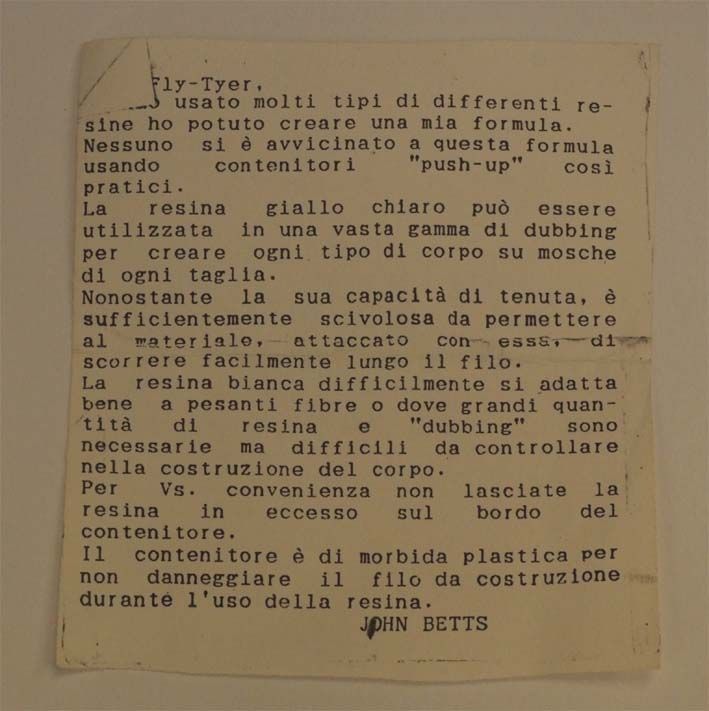 Fly-Tyer,
usato molti tipi di differenti re-
sine ho potuto creare una mia formula.
Nessuno si è avvicinato a questa formula
usando contenitori "push-up" così
pratici.
La resina giallo chiaro può essere
utilizzata in una vasta gamma di dubbing
per creare ogni tipo di corpo su mosche
di ogni taglia.
Nonostante la sua capacità di tenuta, è
sufficientemente scivolosa da permettere
al materiale, attaccato con essa, di
scorrere facilmente lungo il filo.
La resina bianca difficilmente si adatta
bene a pesanti fibre o dove grandi quan-
tità di resina e "dubbing" sono
necessarie ma difficili da controllare
nella costruzione del corpo.
Per Vs. convenienza non lasciate la
resina in eccesso sul bordo del
contenitore.
Il contenitore è di morbida plastica per
non danneggiare il filo da costruzione
durante l'uso della resina.
JOHN BETTS